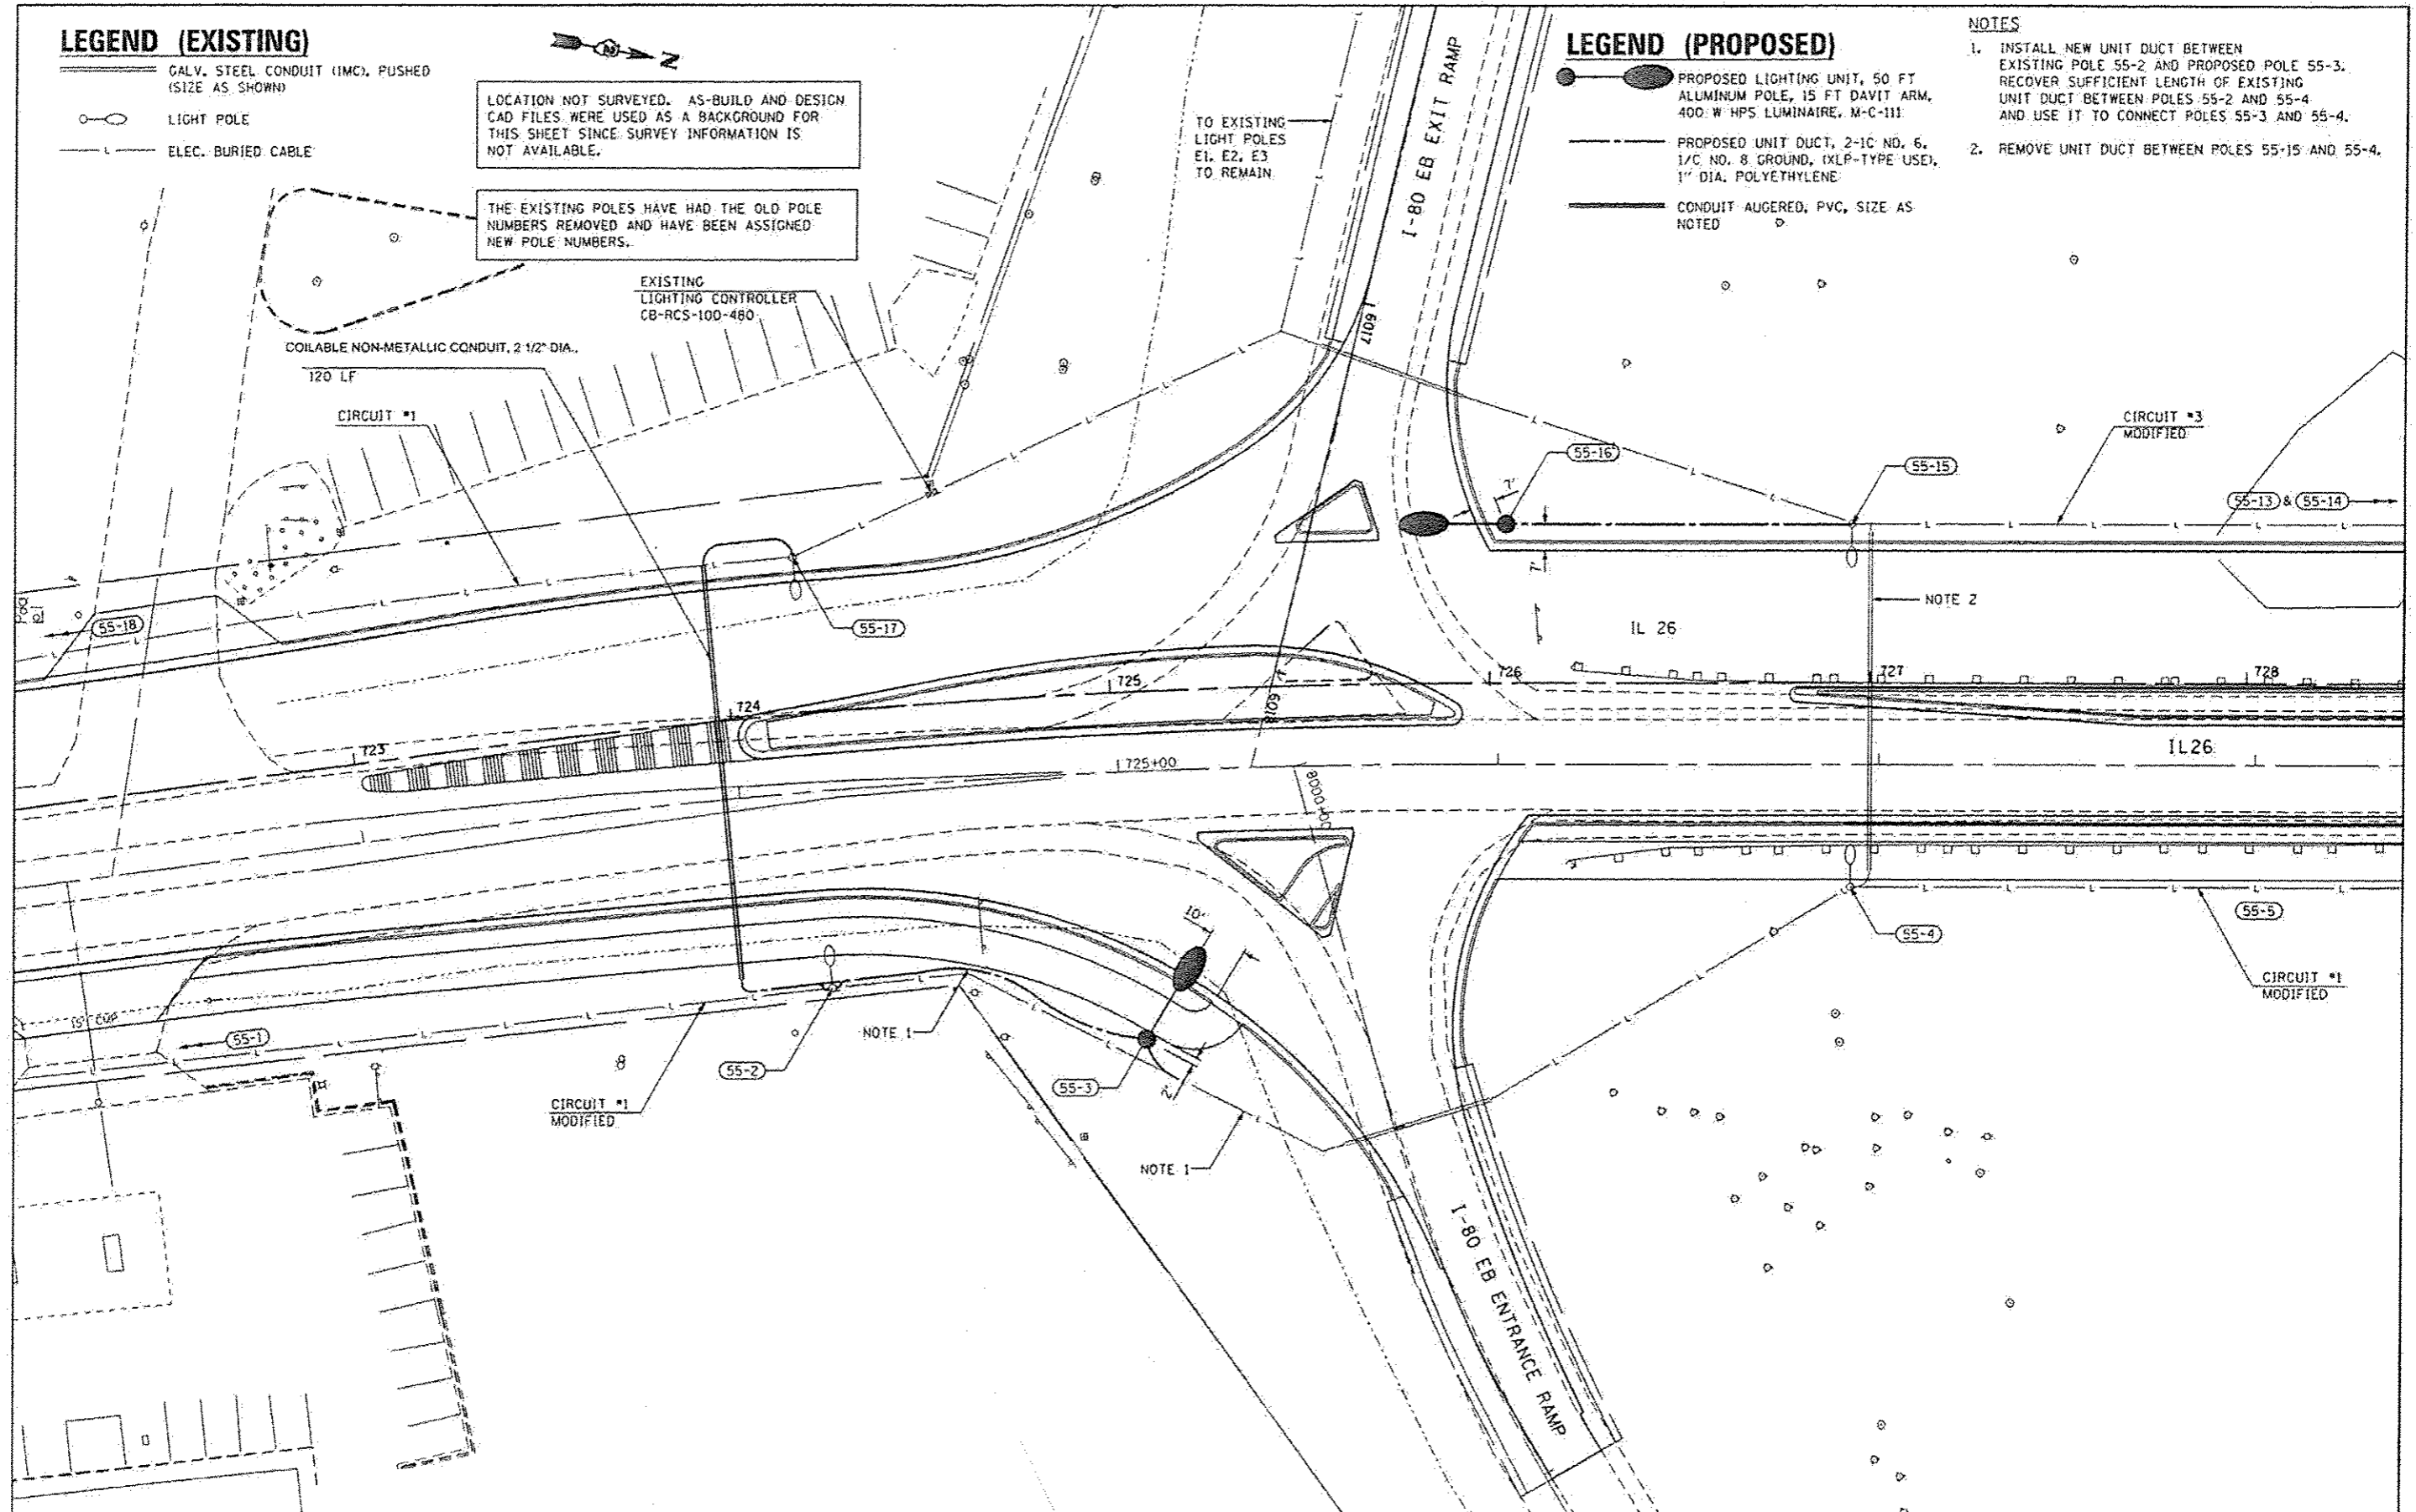 LEGEND (EXISTING)
GALV. STEEL CONDUIT (IMC), PUSHED
(SIZE AS SHOWN)
LIGHT POLE
L
ELEC. BURIED CABLE
N
LOCATION NOT SURVEYED. AS-BUILD AND DESIGN
CAD FILES WERE USED AS A BACKGROUND FOR
THIS SHEET SINCE SURVEY INFORMATION IS
NOT AVAILABLE.
THE EXISTING POLES HAVE HAD THE OLD POLE
NUMBERS REMOVED AND HAVE BEEN ASSIGNED
NEW POLE NUMBERS.
TO EXISTING
LIGHT POLES
E1, E2, E3
TO REMAIN
I-80 EB EXIT RAMP
LEGEND (PROPOSED)
PROPOSED LIGHTING UNIT, 50 FT
ALUMINUM POLE, 15 FT DAVIT ARM,
400 W HPS LUMINAIRE, M-C-111
PROPOSED UNIT DUCT, 2-1C NO. 6,
1/C NO. 8 GROUND, (XLP-TYPE USE),
1" DIA. POLYETHYLENE
CONDUIT AUGERED, PVC, SIZE AS
NOTED
NOTES
1. INSTALL NEW UNIT DUCT BETWEEN
EXISTING POLE 55-2 AND PROPOSED POLE 55-3.
RECOVER SUFFICIENT LENGTH OF EXISTING
UNIT DUCT BETWEEN POLES 55-2 AND 55-4
AND USE IT TO CONNECT POLES 55-3 AND 55-4.
2. REMOVE UNIT DUCT BETWEEN POLES 55-15 AND 55-4.
EXISTING
LIGHTING CONTROLLER
CB-RCS-100-480
COILABLE NON-METALLIC CONDUIT, 2 1/2" DIA.,
120 LF
CIRCUIT #1
6017
CIRCUIT #3
MODIFIED
55-16
55-15
55-13 & 55-14
7'
7'
55-18
55-17
NOTE 2
IL 26
723
724
725
726
727
728
6018
725+00
IL26
8000+00
10'
55-4
55-5
CIRCUIT #1
MODIFIED
15" CMP
55-1
NOTE 1
55-2
55-3
2'
CIRCUIT #1
MODIFIED
NOTE 1
I-80 EB ENTRANCE RAMP